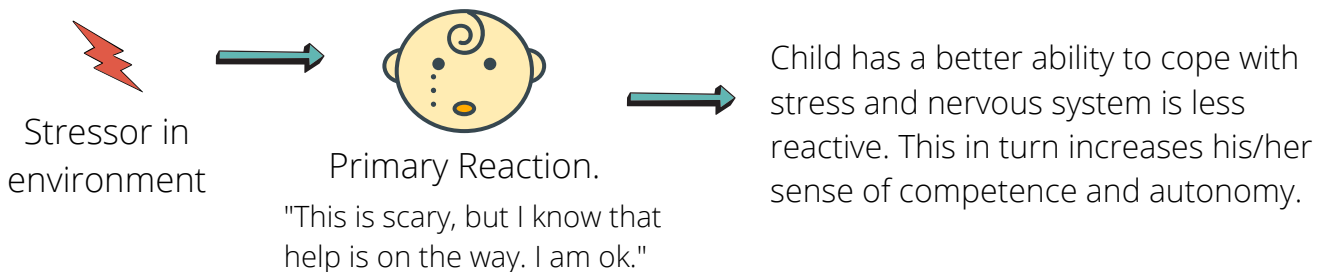 Stressor in
environment
Primary Reaction.
"This is scary, but I know that
help is on the way. I am ok."
Child has a better ability to cope with
stress and nervous system is less
reactive. This in turn increases his/her
sense of competence and autonomy.